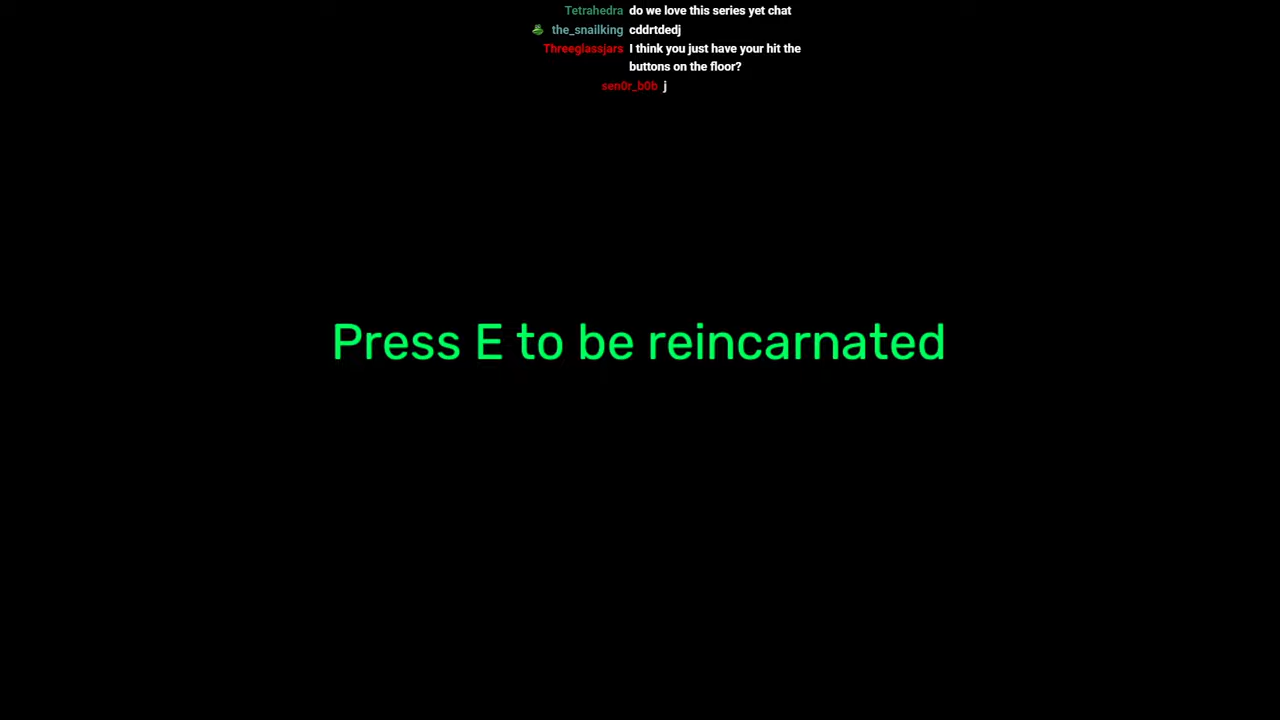 Tetrahedra do we love this series yet chat
the_snailking cddrtdedj
Threeglassjars I think you just have your hit the
buttons on the floor?
sen0r_b0b j
Press E to be reincarnated